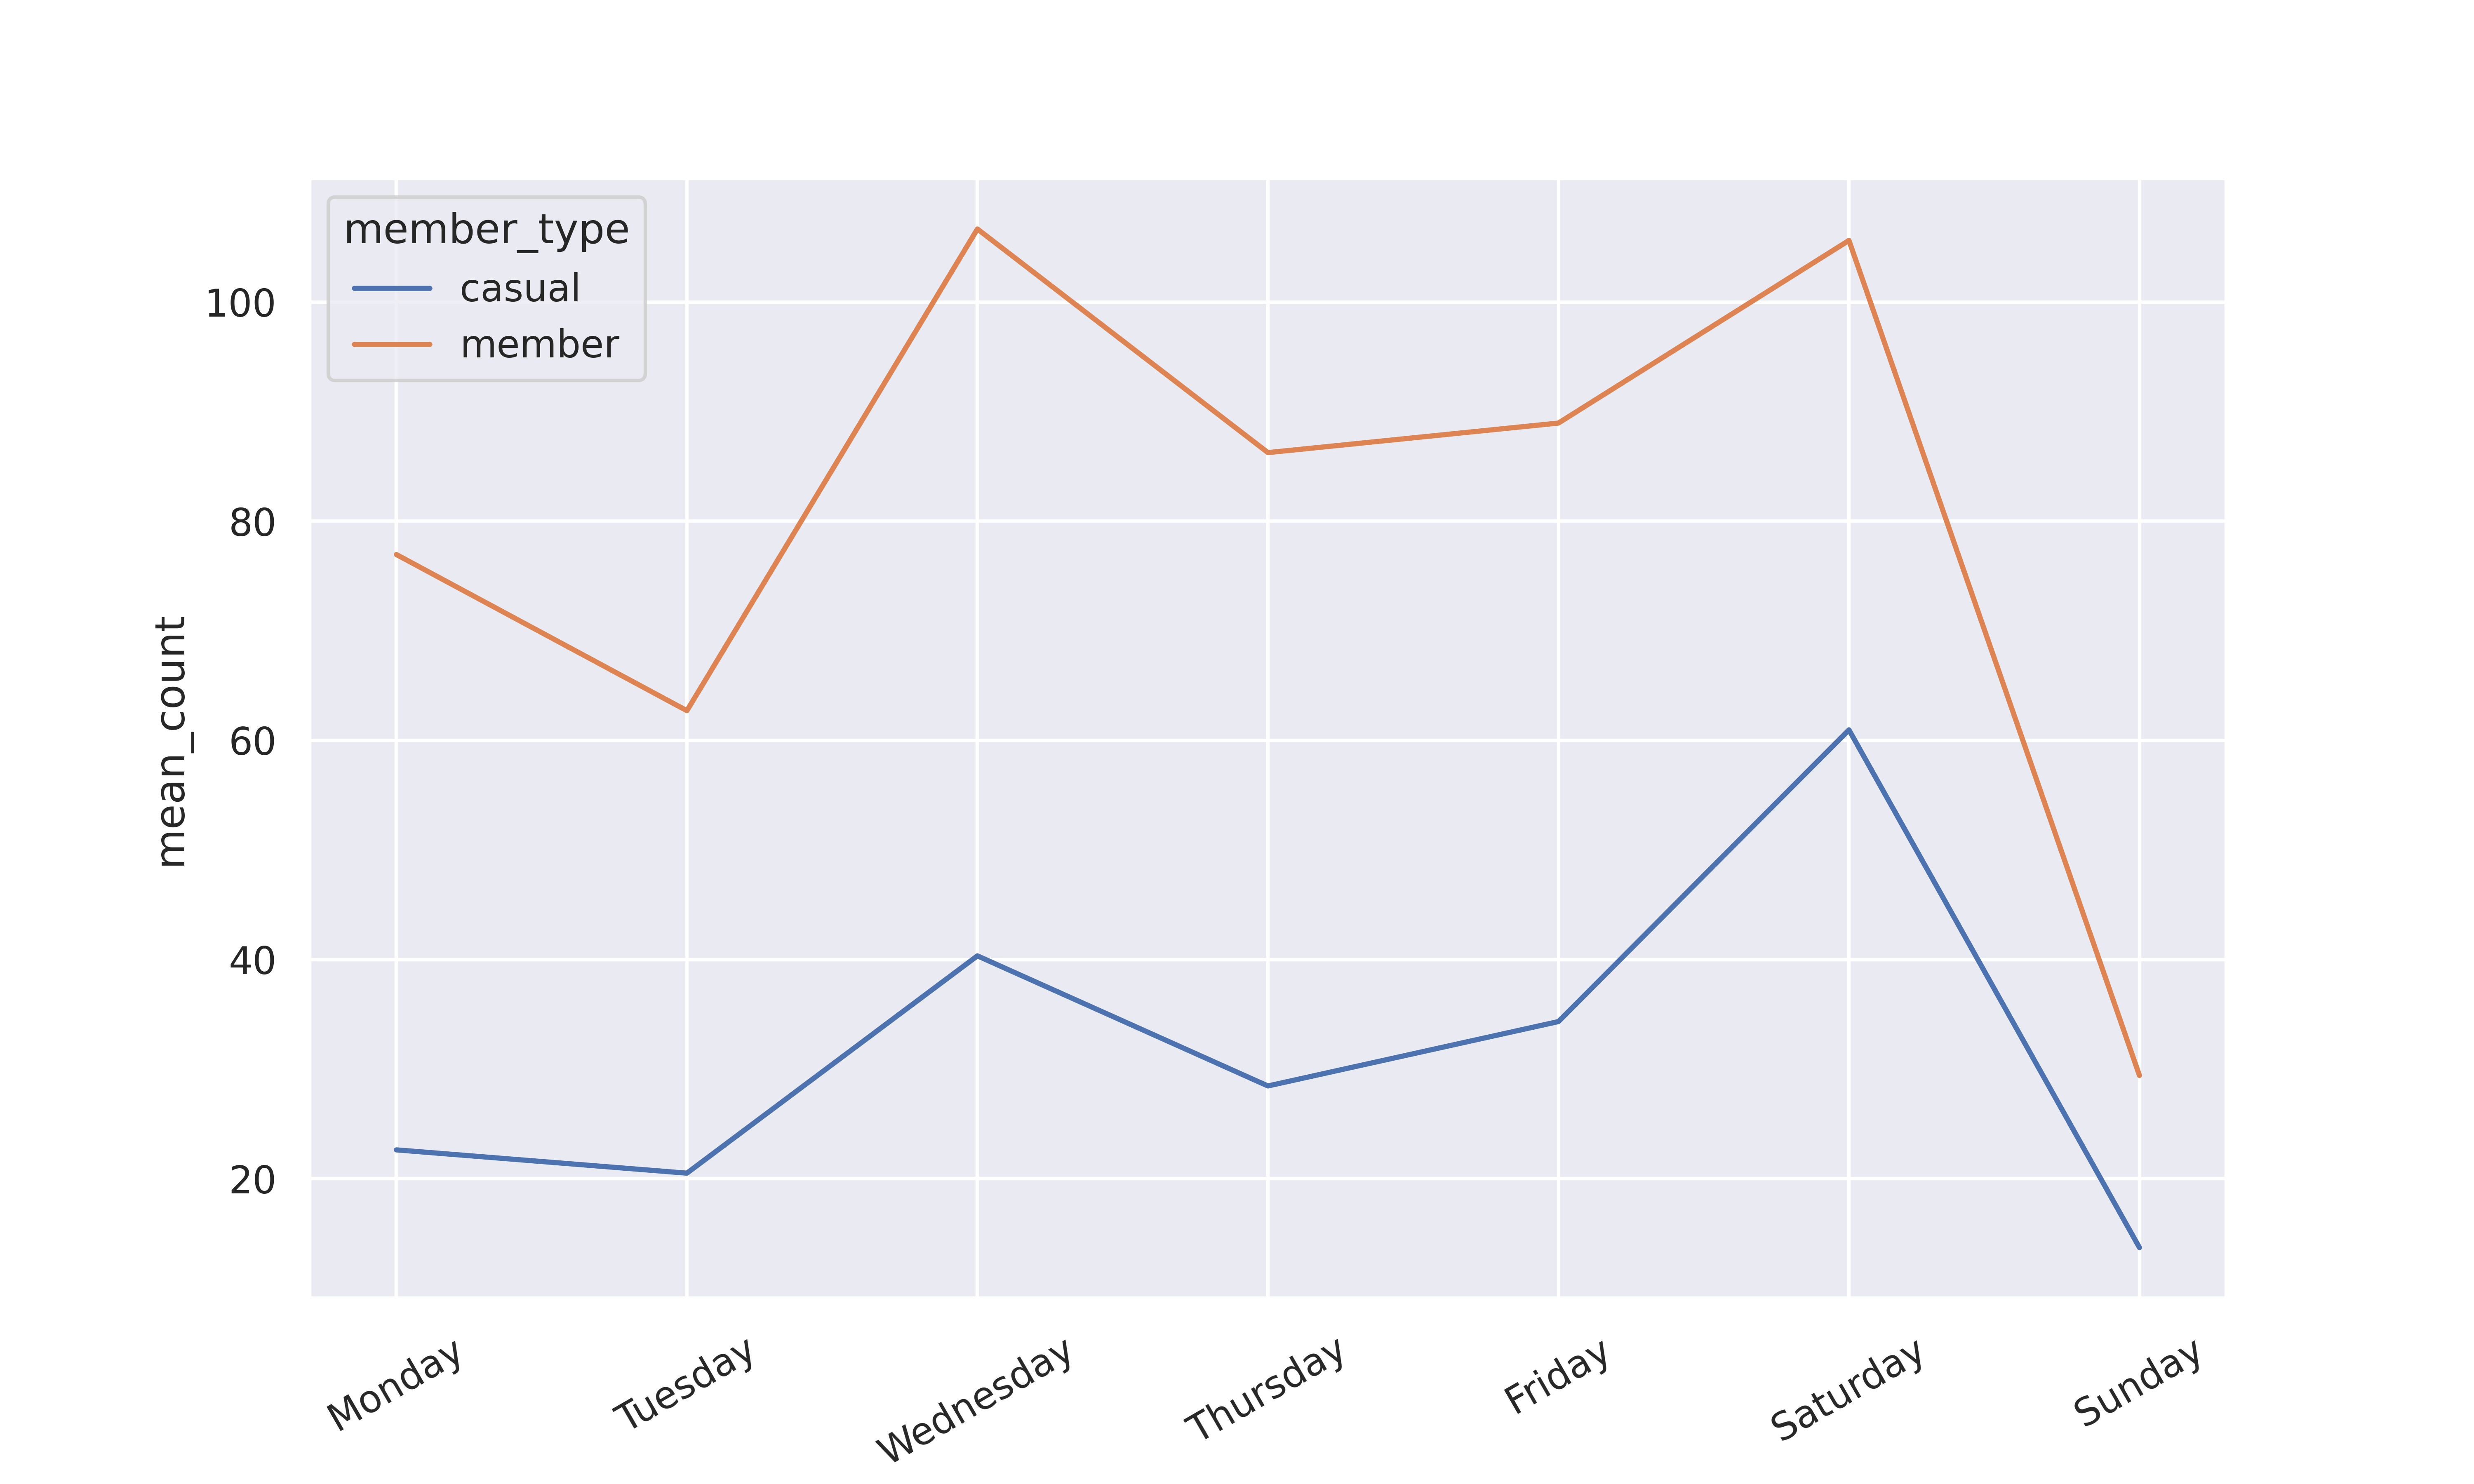 member_type
casual
member
100
80
60
40
20
mean_count
Monday
Tuesday
Wednesday
Thursday
Friday
Saturday
Sunday